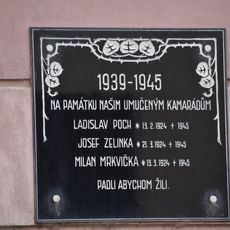 1939-1945
NA PAMÁTKU NAŠIM UMUČENÝM KAMARÁDŮM
LADISLAV POCH * 13. 2. 1924 + 1945
JOSEF ZELINKA * 21. 3. 1924 + 1945
MILAN MRKVIČKA * 13. 3. 1924 + 1945
PADLI ABYCHOM ŽILI.